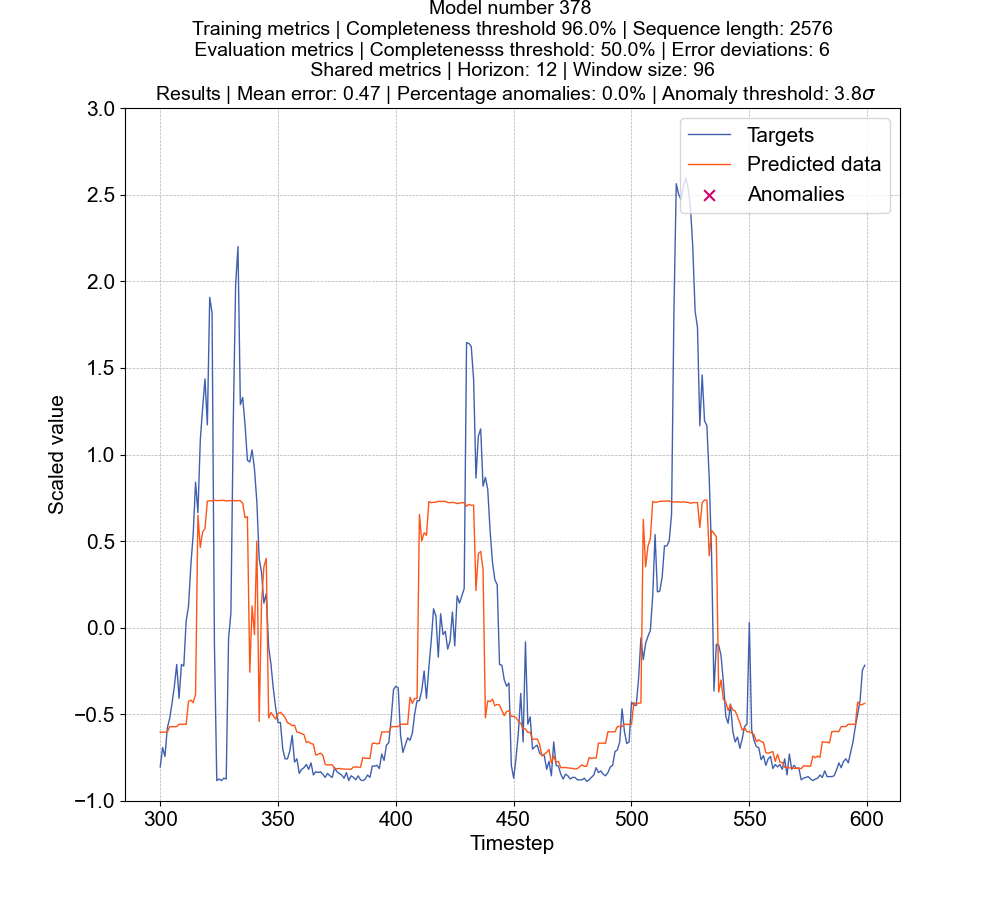 Model number 378
Training metrics | Completeness threshold 96.0% | Sequence length: 2576
Evaluation metrics | Completenesss threshold: 50.0% | Error deviations: 6
Shared metrics | Horizon: 12 | Window size: 96
Results | Mean error: 0.47 | Percentage anomalies: 0.0% | Anomaly threshold: 3.8σ
Targets
Predicted data
Anomalies
3.0
2.5
2.0
1.5
1.0
0.5
0.0
−0.5
−1.0
Scaled value
300
350
400
450
500
550
600
Timestep